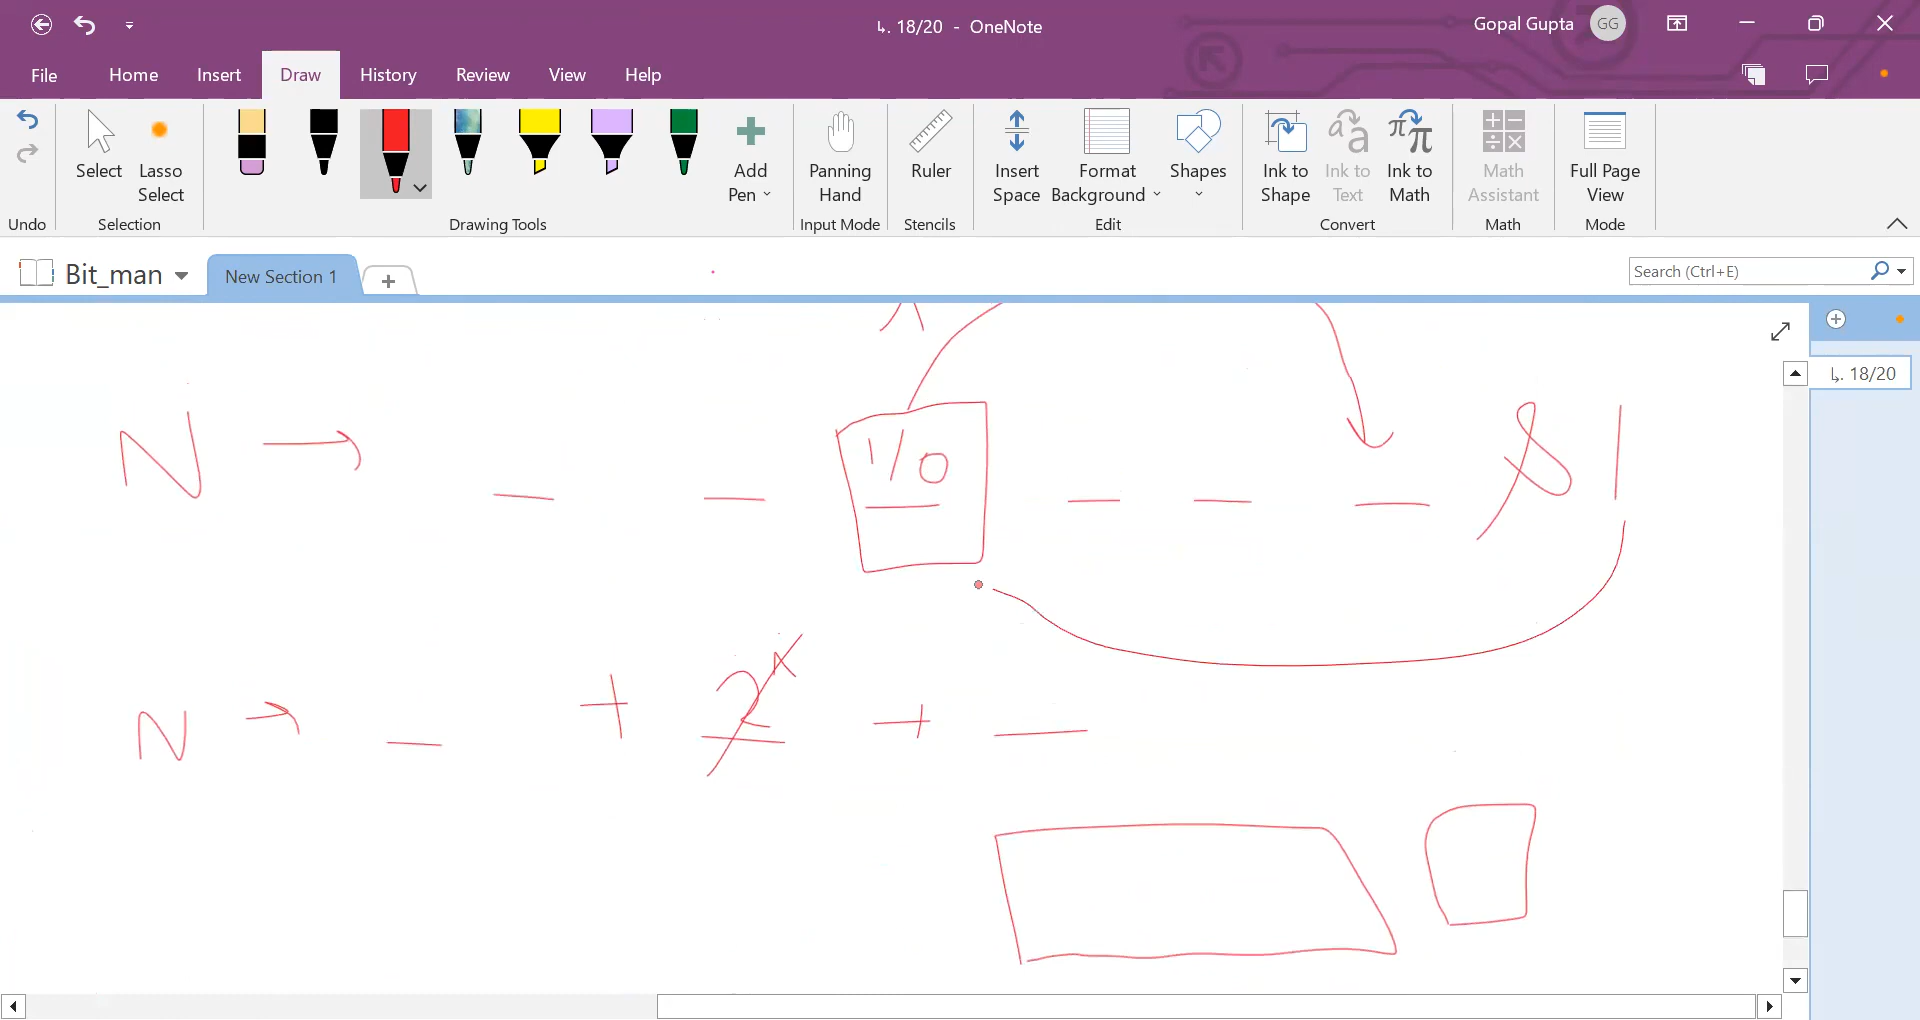 18/20 - OneNote
Gopal Gupta GG
File Home Insert Draw History Review View Help
Select Lasso Select
Add Pen
Panning Hand
Ruler
Insert Space
Format Background
Shapes
Ink to Shape
Ink to Text
Ink to Math
Math Assistant
Full Page View
Undo Selection Drawing Tools Input Mode Stencils Edit Convert Math Mode
Bit_man New Section 1
Search (Ctrl+E)
18/20
N → _ _ 1/0 _ _ _ & 1
N → _ + 2^K + _